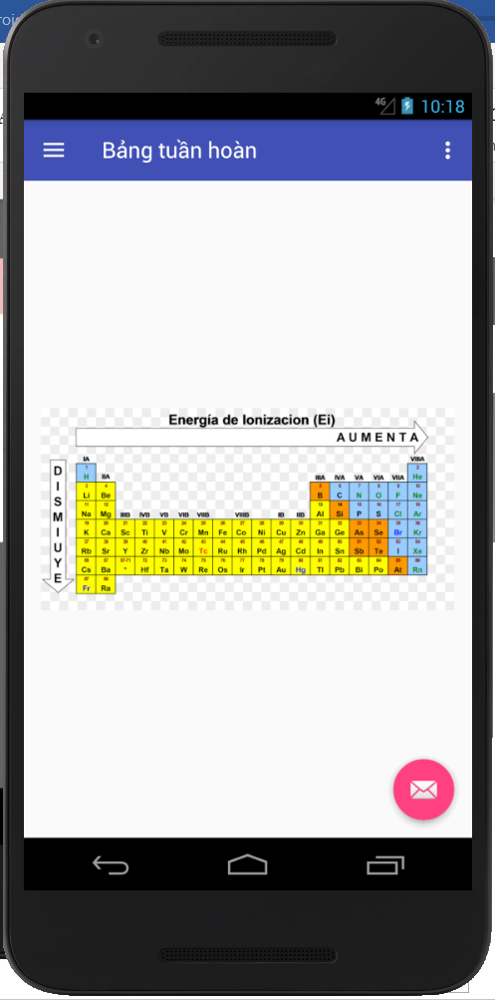 roid
4G 10:18
Bảng tuần hoàn
Energía de Ionizacion (Ei)
AUMENTA
DISMIUYE
IA VIIIA
1 2
H IIA IIIA IVA VA VIA VIIA He
3 4 5 6 7 8 9 10
Li Be B C N O F Ne
11 12 13 14 15 16 17 18
Na Mg IIIB IVB VB VIB VIIB VIIIB IB IIB Al Si P S Cl Ar
19 20 21 22 23 24 25 26 27 28 29 30 31 32 33 34 35 36
K Ca Sc Ti V Cr Mn Fe Co Ni Cu Zn Ga Ge As Se Br Kr
37 38 39 40 41 42 43 44 45 46 47 48 49 50 51 52 53 54
Rb Sr Y Zr Nb Mo Tc Ru Rh Pd Ag Cd In Sn Sb Te I Xe
55 56 57-71 72 73 74 75 76 77 78 79 80 81 82 83 84 85 86
Cs Ba * Hf Ta W Re Os Ir Pt Au Hg Tl Pb Bi Po At Rn
87 88
Fr Ra